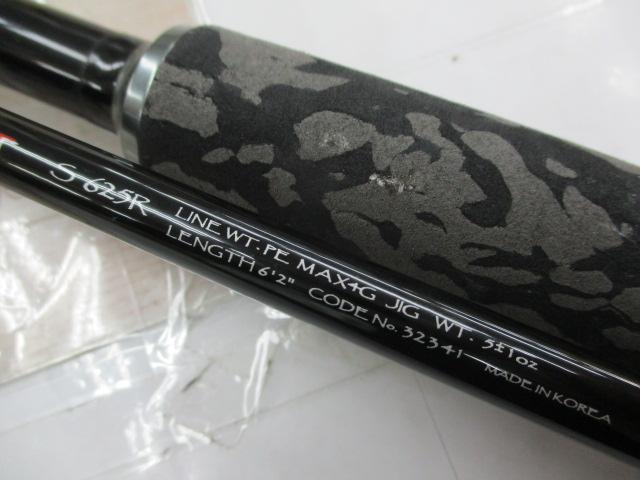 S 625R
LINE WT. PE MAX4G JIG WT. 5±1oz
LENGTH 6'2" CODE No. 32341 MADE IN KOREA